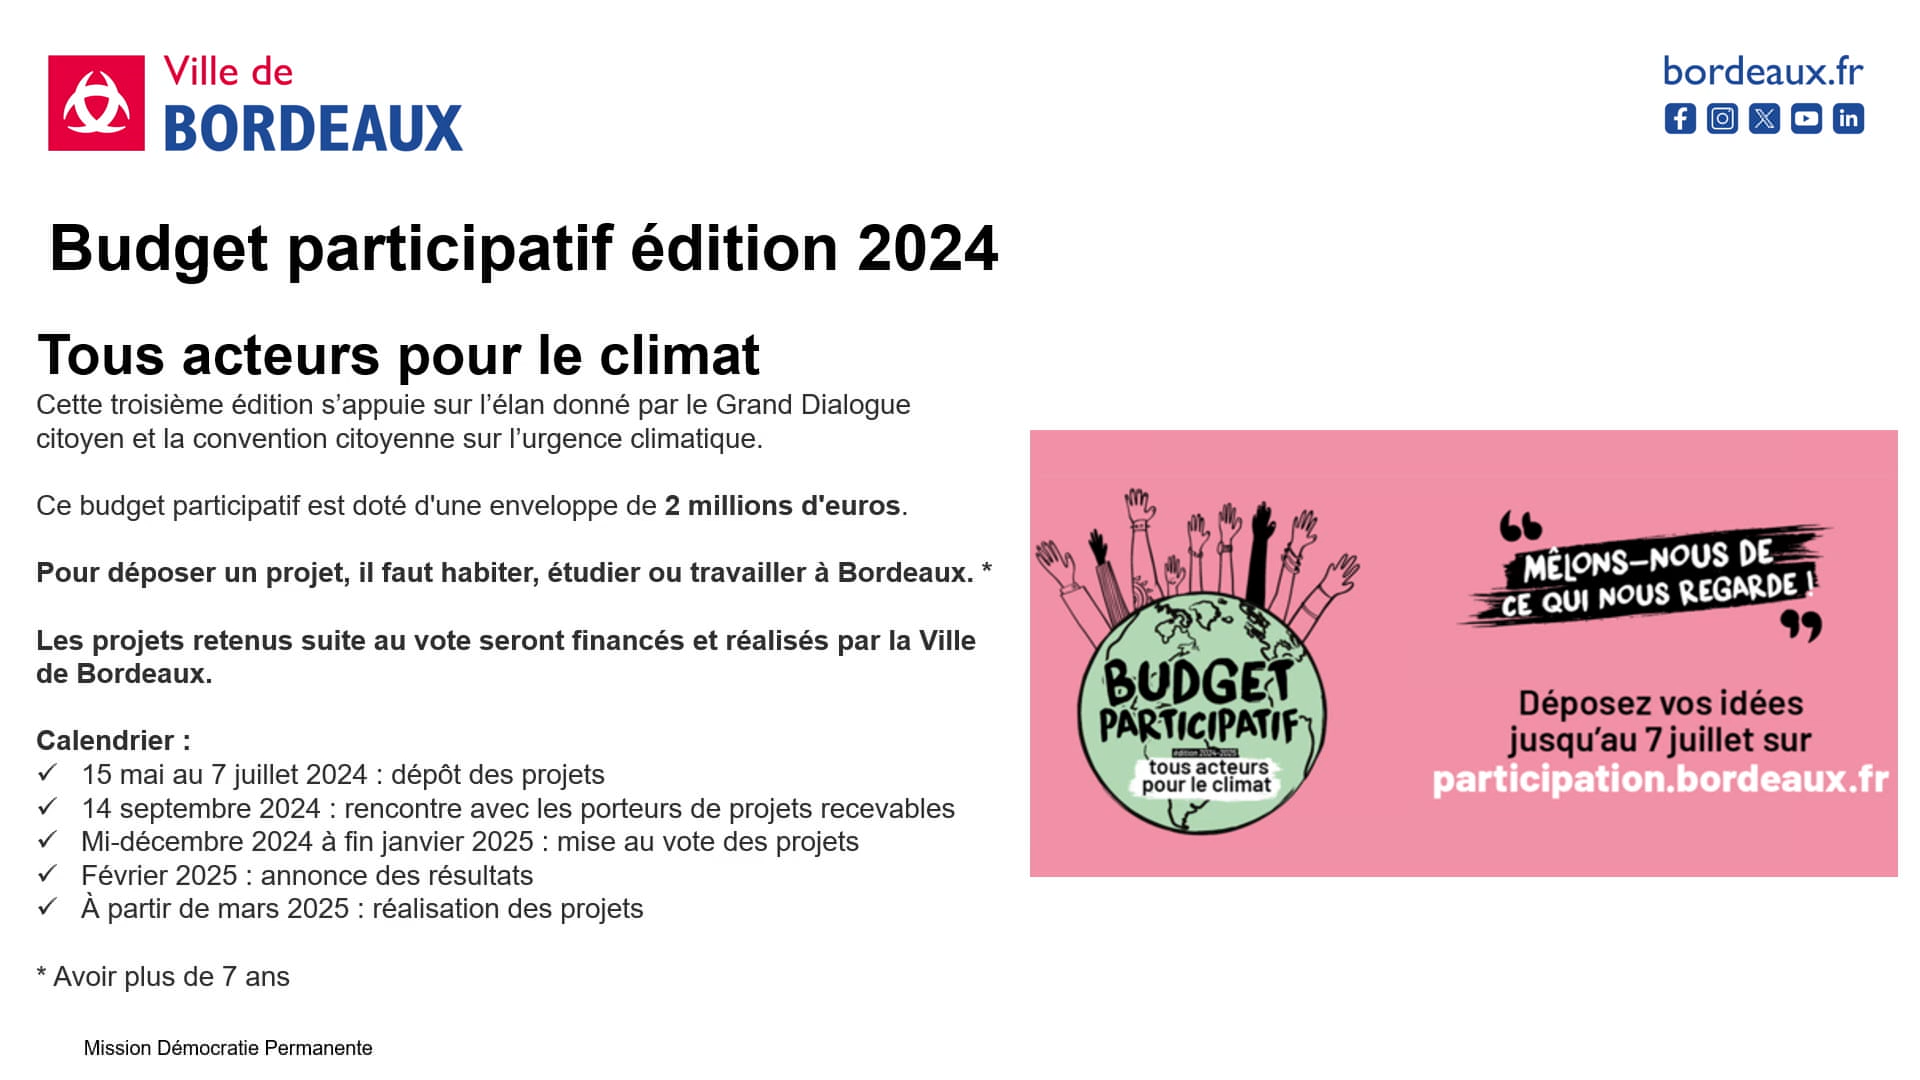 Ville de
BORDEAUX
bordeaux.fr
Budget participatif édition 2024
Tous acteurs pour le climat
Cette troisième édition s’appuie sur l’élan donné par le Grand Dialogue
citoyen et la convention citoyenne sur l’urgence climatique.
Ce budget participatif est doté d'une enveloppe de 2 millions d'euros.
Pour déposer un projet, il faut habiter, étudier ou travailler à Bordeaux. *
Les projets retenus suite au vote seront financés et réalisés par la Ville
de Bordeaux.
Calendrier :
✓ 15 mai au 7 juillet 2024 : dépôt des projets
✓ 14 septembre 2024 : rencontre avec les porteurs de projets recevables
✓ Mi-décembre 2024 à fin janvier 2025 : mise au vote des projets
✓ Février 2025 : annonce des résultats
✓ À partir de mars 2025 : réalisation des projets
* Avoir plus de 7 ans
Mission Démocratie Permanente
BUDGET
PARTICIPATIF
édition 2024-2025
tous acteurs
pour le climat
“ MÊLONS-NOUS DE
CE QUI NOUS REGARDE ! ”
Déposez vos idées
jusqu’au 7 juillet sur
participation.bordeaux.fr